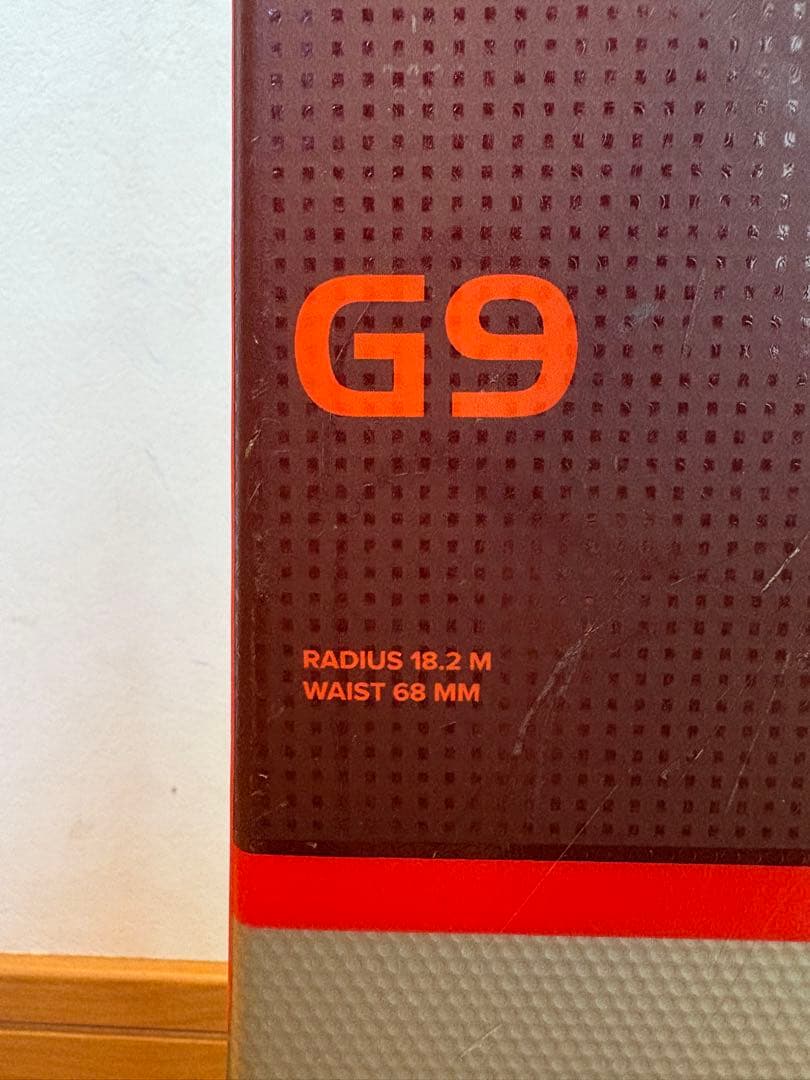 G9
RADIUS 18.2 M
WAIST 68 MM